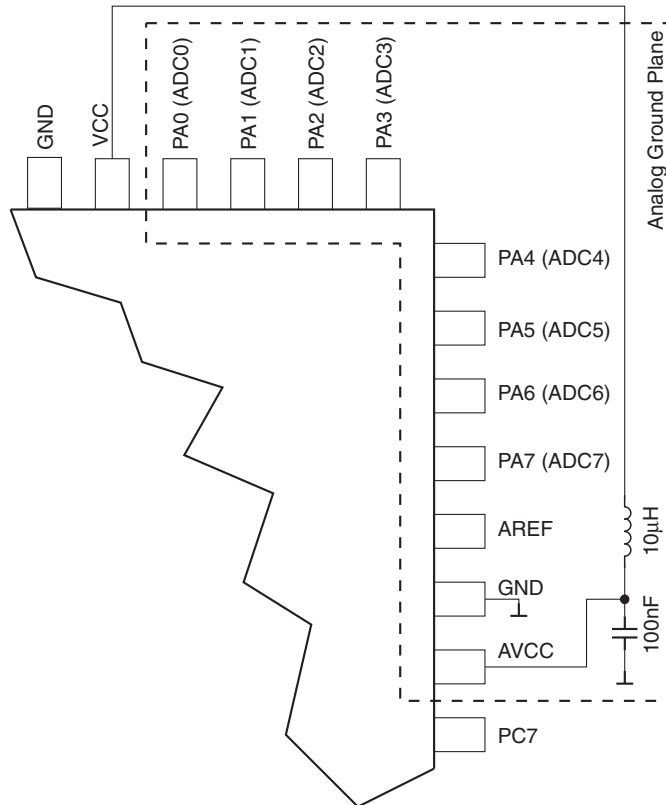 GND
VCC
PA0 (ADC0)
PA1 (ADC1)
PA2 (ADC2)
PA3 (ADC3)
Analog Ground Plane
PA4 (ADC4)
PA5 (ADC5)
PA6 (ADC6)
PA7 (ADC7)
AREF
10μH
GND
AVCC
100nF
PC7